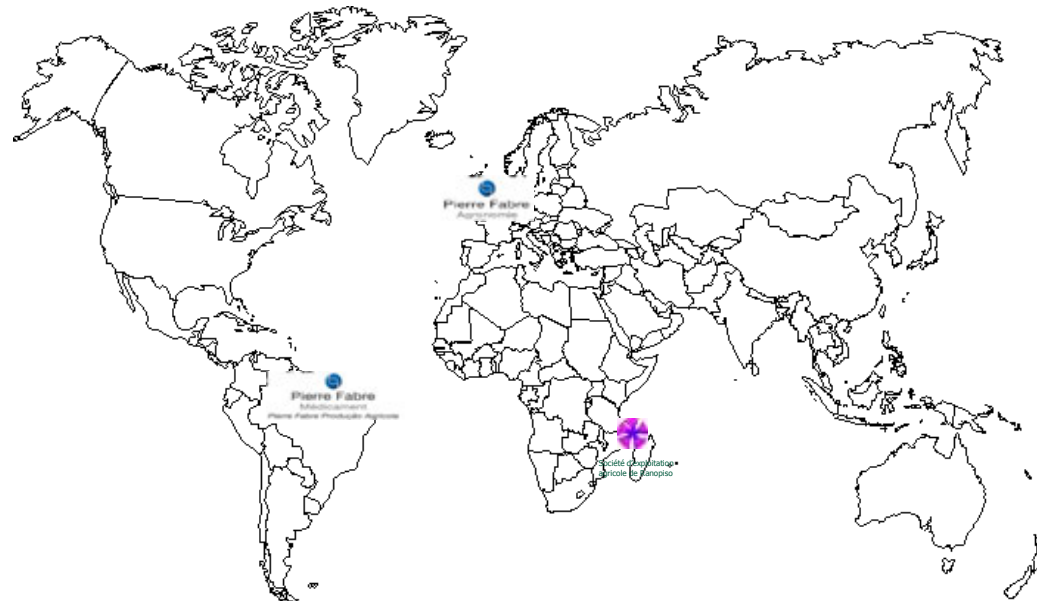 Pierre Fabre
Agronomie
Pierre Fabre
Médicament
Pierre Fabre Produção Agrícola
Société d'exploitation
agricole de Ranopiso